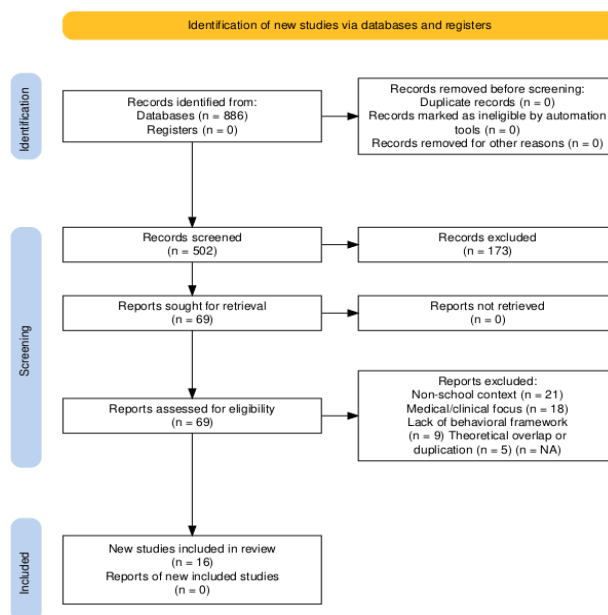 Identification of new studies via databases and registers
Identification
Records identified from:
Databases (n = 886)
Registers (n = 0)
Records removed before screening:
Duplicate records (n = 0)
Records marked as ineligible by automation
tools (n = 0)
Records removed for other reasons (n = 0)
Screening
Records screened
(n = 502)
Records excluded
(n = 173)
Reports sought for retrieval
(n = 69)
Reports not retrieved
(n = 0)
Reports assessed for eligibility
(n = 69)
Reports excluded:
Non-school context (n = 21)
Medical/clinical focus (n = 18)
Lack of behavioral framework
(n = 9) Theoretical overlap or
duplication (n = 5) (n = NA)
Included
New studies included in review
(n = 16)
Reports of new included studies
(n = 0)